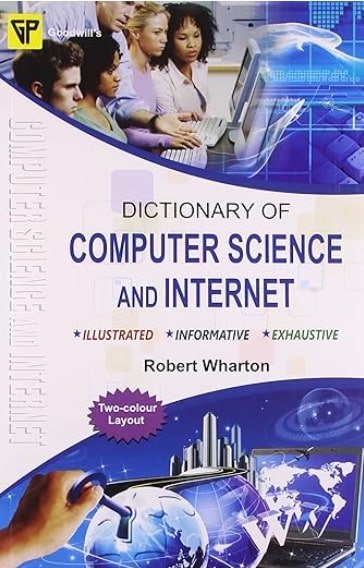 GP
Goodwill's
COMPUTER SCIENCE AND INTERNET
DICTIONARY OF
COMPUTER SCIENCE
AND INTERNET
★ILLUSTRATED ★INFORMATIVE ★EXHAUSTIVE
Robert Wharton
Two-colour
Layout
WWW